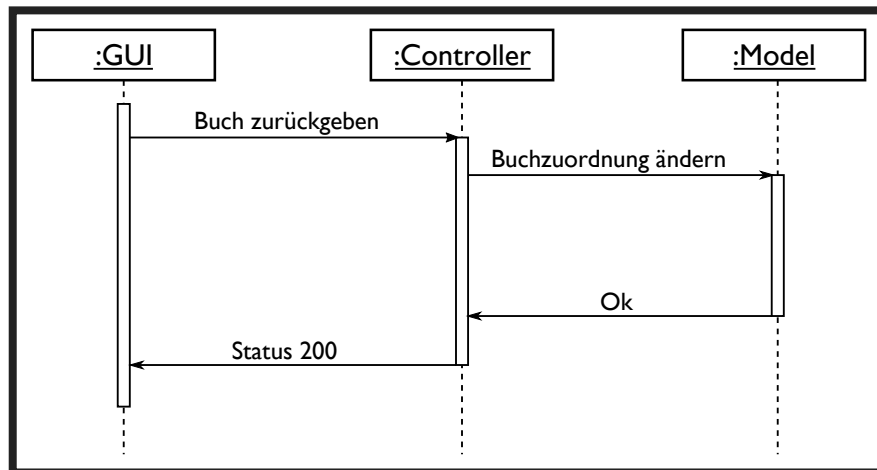 :GUI
:Controller
:Model
Buch zurückgeben
Buchzuordnung ändern
Ok
Status 200